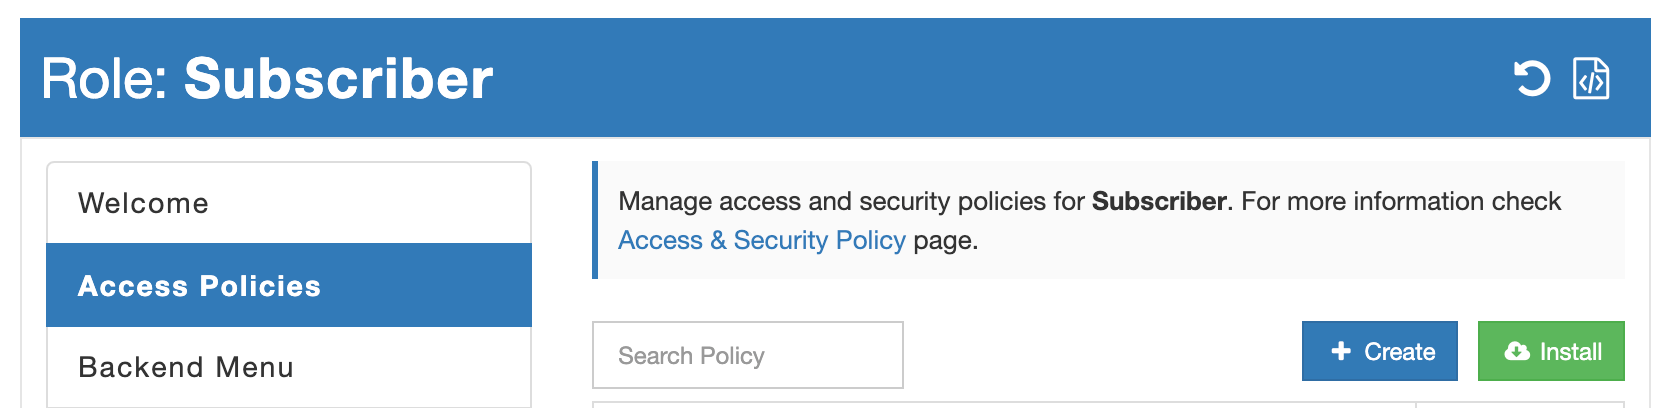 Role: Subscriber
Welcome
Access Policies
Backend Menu
Manage access and security policies for Subscriber. For more information check
Access & Security Policy page.
Search Policy
Create
Install